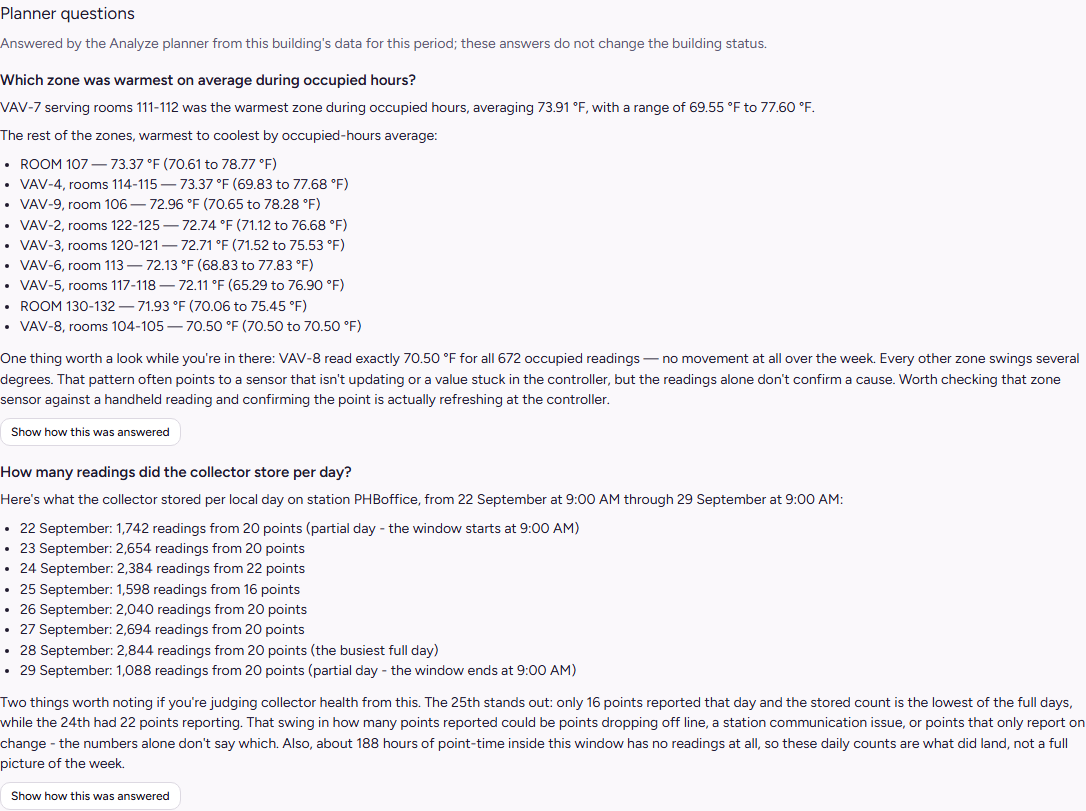 Planner questions
Answered by the Analyze planner from this building's data for this period; these answers do not change the building status.
Which zone was warmest on average during occupied hours?
VAV-7 serving rooms 111-112 was the warmest zone during occupied hours, averaging 73.91 °F, with a range of 69.55 °F to 77.60 °F.
The rest of the zones, warmest to coolest by occupied-hours average:
• ROOM 107 — 73.37 °F (70.61 to 78.77 °F)
• VAV-4, rooms 114-115 — 73.37 °F (69.83 to 77.68 °F)
• VAV-9, room 106 — 72.96 °F (70.65 to 78.28 °F)
• VAV-2, rooms 122-125 — 72.74 °F (71.12 to 76.68 °F)
• VAV-3, rooms 120-121 — 72.71 °F (71.52 to 75.53 °F)
• VAV-6, room 113 — 72.13 °F (68.83 to 77.83 °F)
• VAV-5, rooms 117-118 — 72.11 °F (65.29 to 76.90 °F)
• ROOM 130-132 — 71.93 °F (70.06 to 75.45 °F)
• VAV-8, rooms 104-105 — 70.50 °F (70.50 to 70.50 °F)
One thing worth a look while you're in there: VAV-8 read exactly 70.50 °F for all 672 occupied readings — no movement at all over the week. Every other zone swings several
degrees. That pattern often points to a sensor that isn't updating or a value stuck in the controller, but the readings alone don't confirm a cause. Worth checking that zone
sensor against a handheld reading and confirming the point is actually refreshing at the controller.
Show how this was answered
How many readings did the collector store per day?
Here's what the collector stored per local day on station PHBoffice, from 22 September at 9:00 AM through 29 September at 9:00 AM:
• 22 September: 1,742 readings from 20 points (partial day - the window starts at 9:00 AM)
• 23 September: 2,654 readings from 20 points
• 24 September: 2,384 readings from 22 points
• 25 September: 1,598 readings from 16 points
• 26 September: 2,040 readings from 20 points
• 27 September: 2,694 readings from 20 points
• 28 September: 2,844 readings from 20 points (the busiest full day)
• 29 September: 1,088 readings from 20 points (partial day - the window ends at 9:00 AM)
Two things worth noting if you're judging collector health from this. The 25th stands out: only 16 points reported that day and the stored count is the lowest of the full days,
while the 24th had 22 points reporting. That swing in how many points reported could be points dropping off line, a station communication issue, or points that only report on
change - the numbers alone don't say which. Also, about 188 hours of point-time inside this window has no readings at all, so these daily counts are what did land, not a full
picture of the week.
Show how this was answered